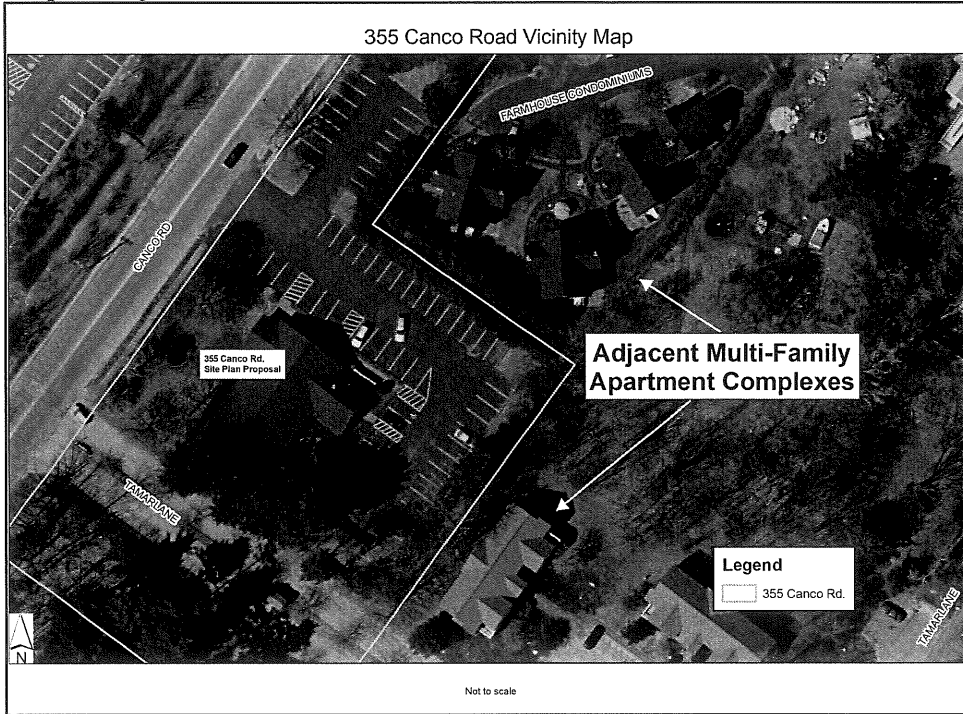 355 Canco Road Vicinity Map
FARMHOUSE CONDOMINIUMS
CANCO RD
355 Canco Rd.
Site Plan Proposal
Adjacent Multi-Family
Apartment Complexes
TAMARLANE
Legend
355 Canco Rd.
TAMARLANE
N
Not to scale